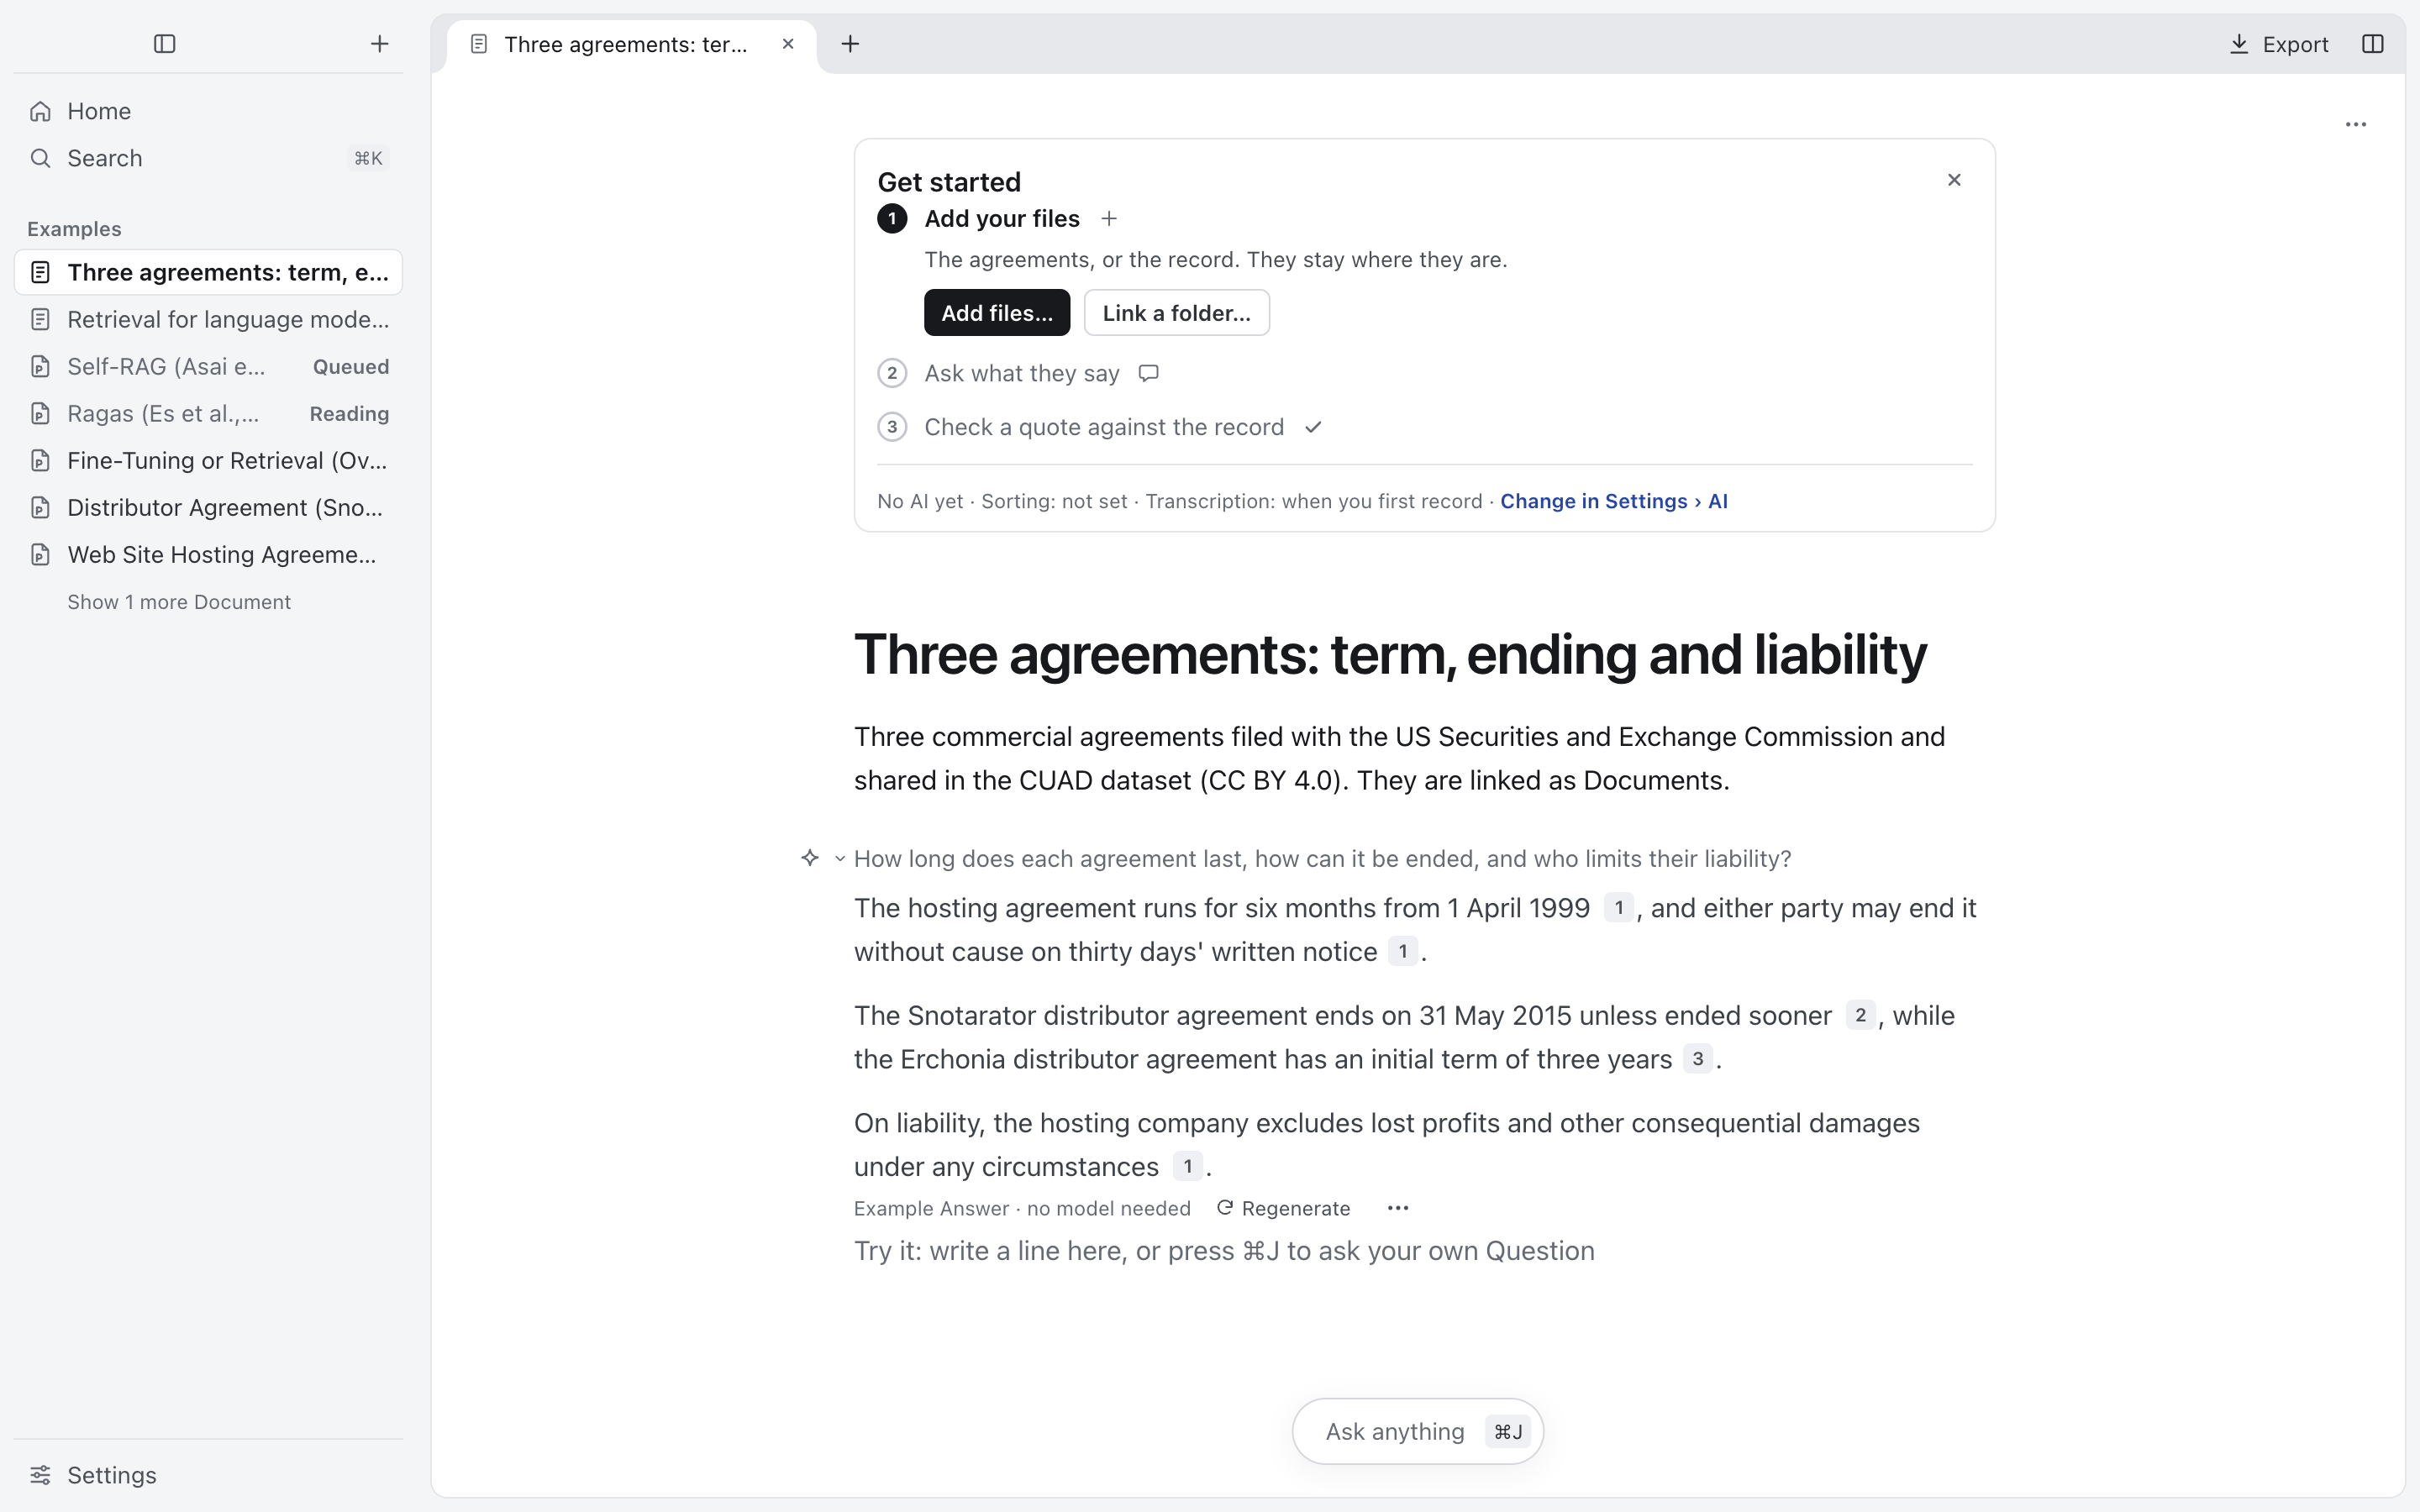 Three agreements: ter...
Export
Home
Search ⌘K
Examples
Three agreements: term, e...
Retrieval for language mode...
Self-RAG (Asai e... Queued
Ragas (Es et al.,... Reading
Fine-Tuning or Retrieval (Ov...
Distributor Agreement (Sno...
Web Site Hosting Agreeme...
Show 1 more Document
Settings
Get started
1 Add your files
The agreements, or the record. They stay where they are.
Add files... Link a folder...
2 Ask what they say
3 Check a quote against the record
No AI yet · Sorting: not set · Transcription: when you first record · Change in Settings › AI
Three agreements: term, ending and liability
Three commercial agreements filed with the US Securities and Exchange Commission and
shared in the CUAD dataset (CC BY 4.0). They are linked as Documents.
How long does each agreement last, how can it be ended, and who limits their liability?
The hosting agreement runs for six months from 1 April 1999 1, and either party may end it
without cause on thirty days' written notice 1.
The Snotarator distributor agreement ends on 31 May 2015 unless ended sooner 2, while
the Erchonia distributor agreement has an initial term of three years 3.
On liability, the hosting company excludes lost profits and other consequential damages
under any circumstances 1.
Example Answer · no model needed Regenerate
Try it: write a line here, or press ⌘J to ask your own Question
Ask anything ⌘J